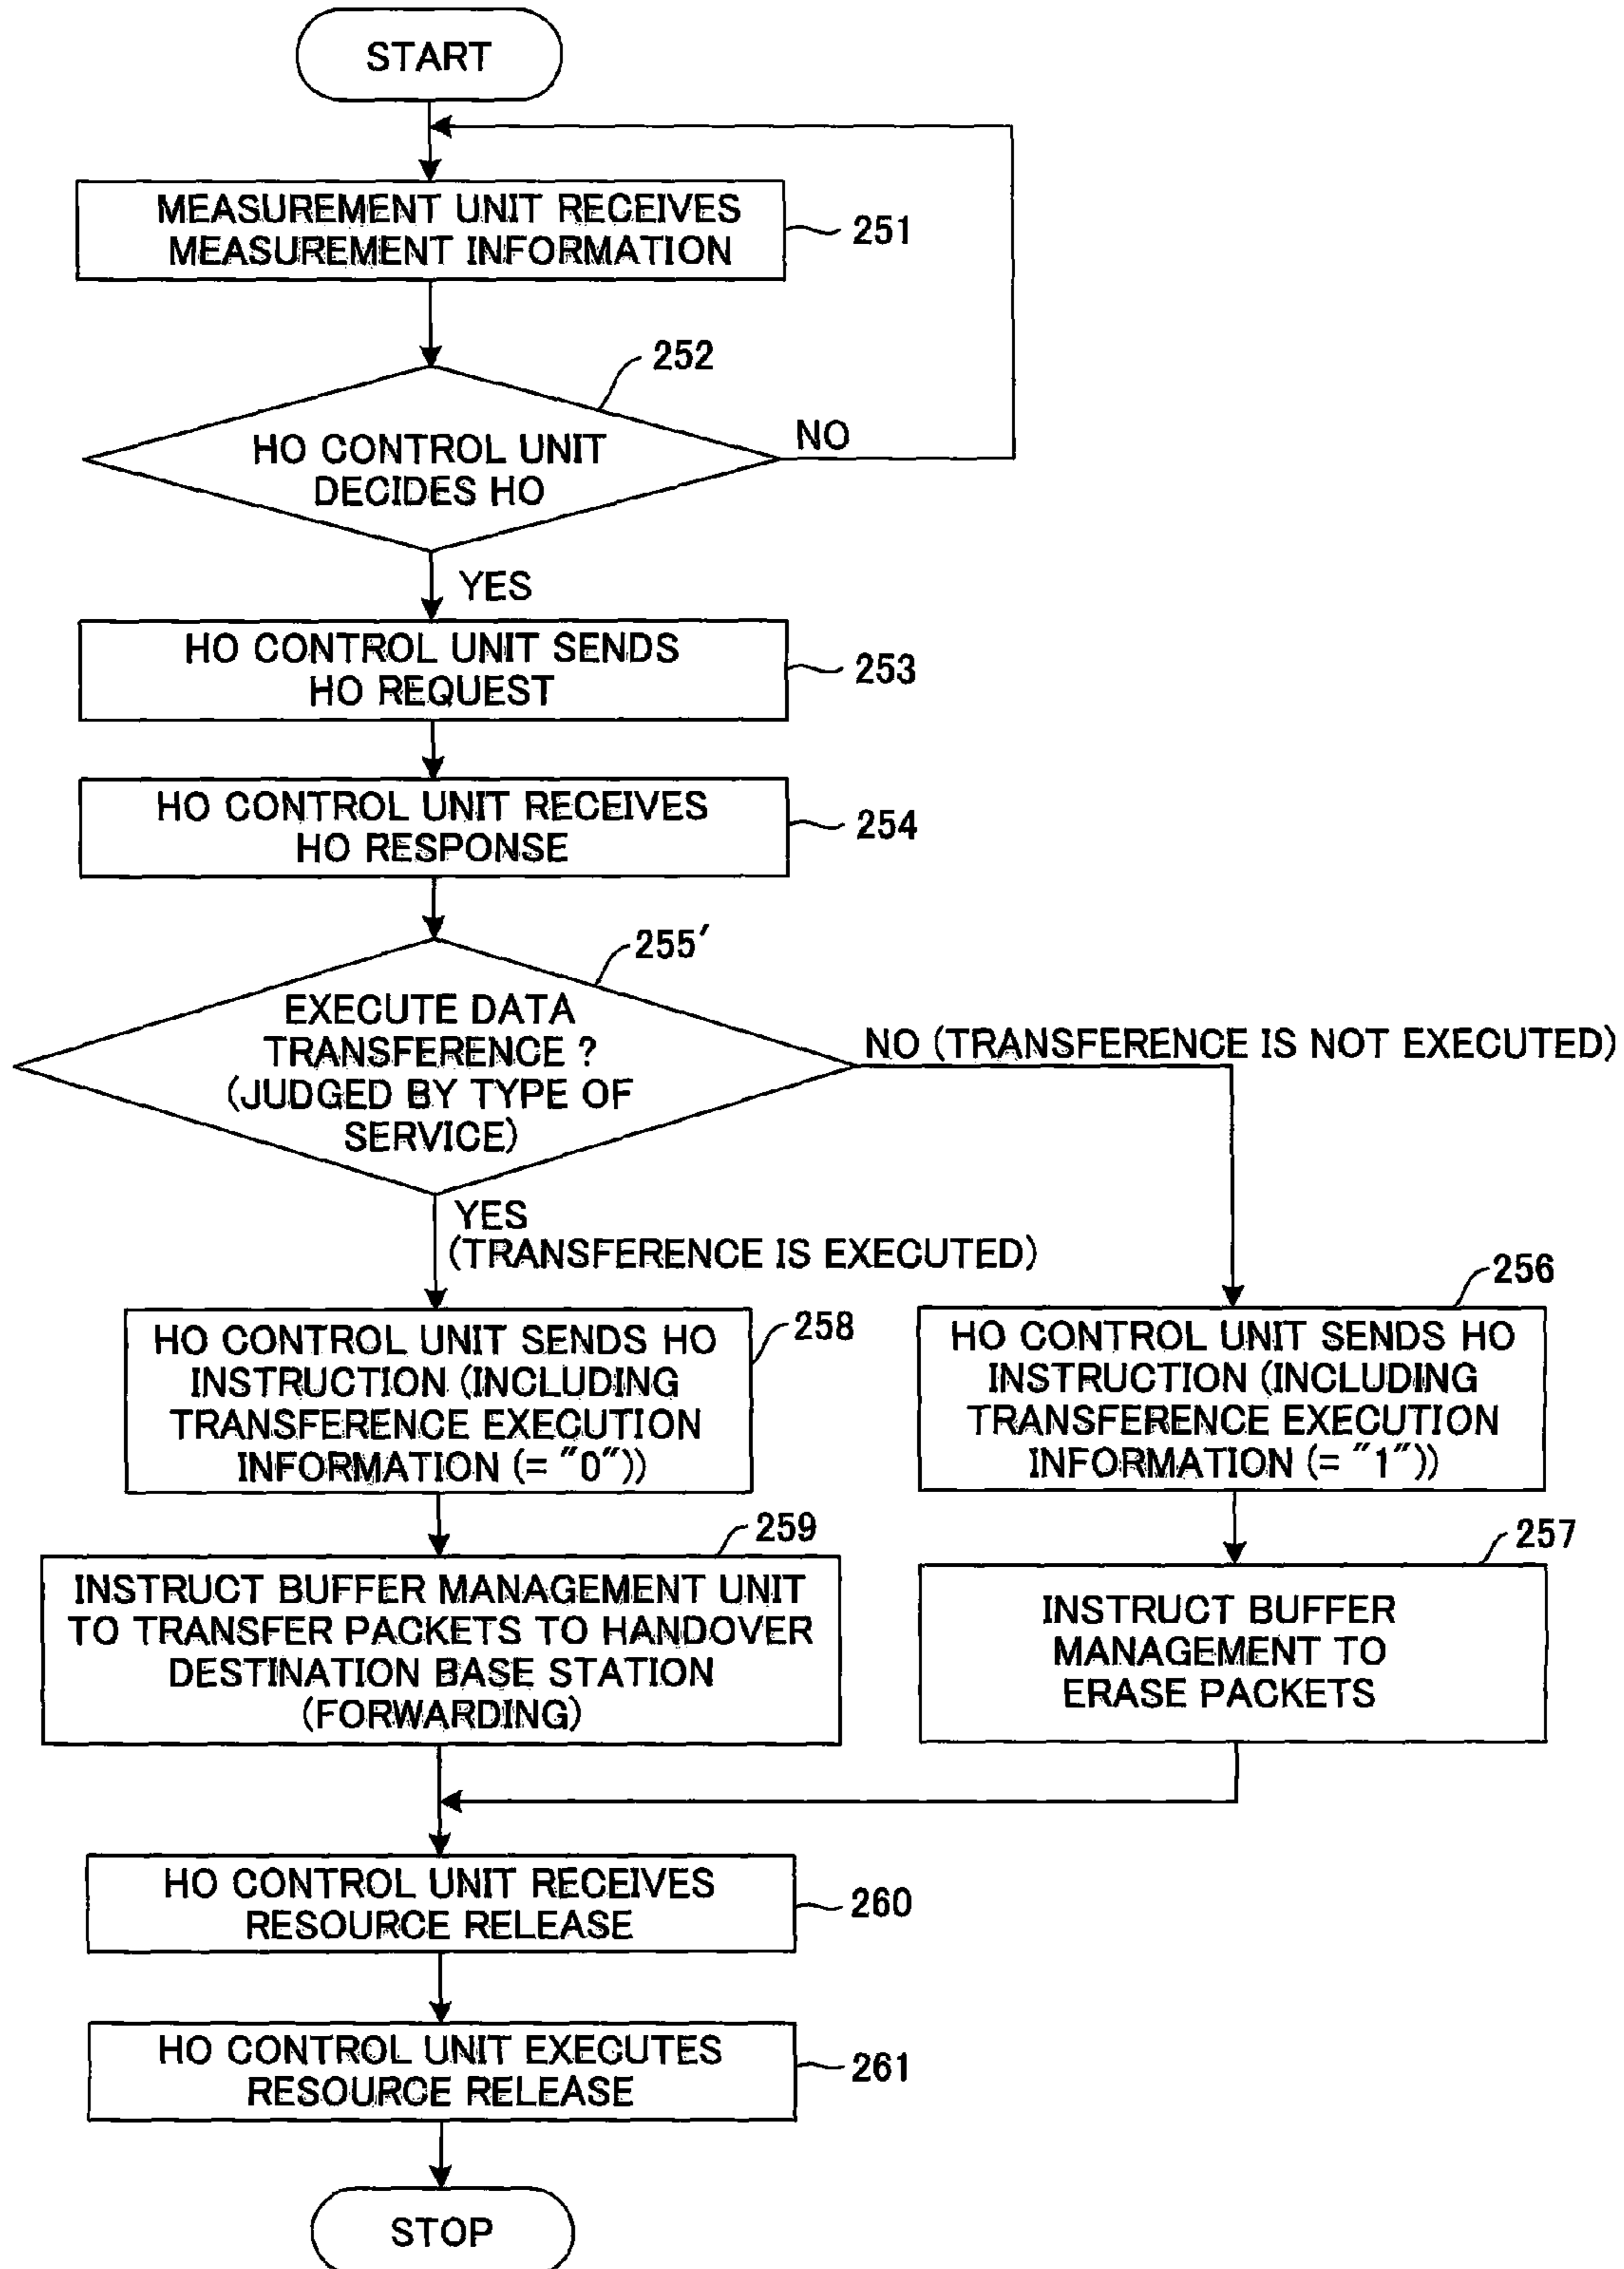 START
MEASUREMENT UNIT RECEIVES
MEASUREMENT INFORMATION
251
252
HO CONTROL UNIT
DECIDES HO
NO
YES
HO CONTROL UNIT SENDS
HO REQUEST
253
HO CONTROL UNIT RECEIVES
HO RESPONSE
254
255′
EXECUTE DATA
TRANSFERENCE ?
(JUDGED BY TYPE OF
SERVICE)
NO (TRANSFERENCE IS NOT EXECUTED)
YES
(TRANSFERENCE IS EXECUTED)
258
HO CONTROL UNIT SENDS HO
INSTRUCTION (INCLUDING
TRANSFERENCE EXECUTION
INFORMATION (= ″0″))
256
HO CONTROL UNIT SENDS HO
INSTRUCTION (INCLUDING
TRANSFERENCE EXECUTION
INFORMATION (= ″1″))
259
INSTRUCT BUFFER MANAGEMENT UNIT
TO TRANSFER PACKETS TO HANDOVER
DESTINATION BASE STATION
(FORWARDING)
257
INSTRUCT BUFFER
MANAGEMENT TO
ERASE PACKETS
HO CONTROL UNIT RECEIVES
RESOURCE RELEASE
260
HO CONTROL UNIT EXECUTES
RESOURCE RELEASE
261
STOP